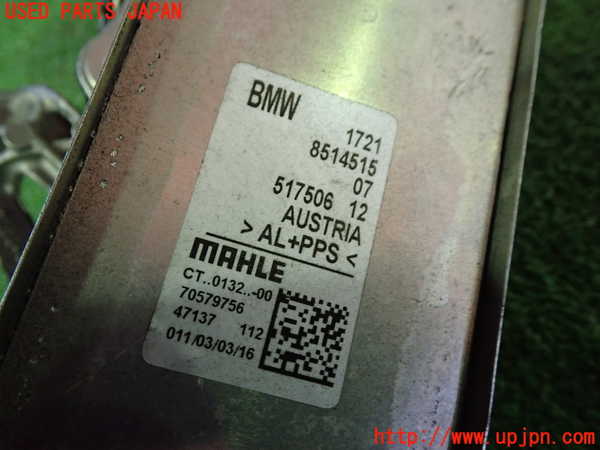 USED PARTS JAPAN
BMW
1721
8514515
07
517506 12
AUSTRIA
> AL+PPS <
MAHLE
CT..0132..-00
70579756
47137 112
011/03/03/16
http://www.upjpn.com/